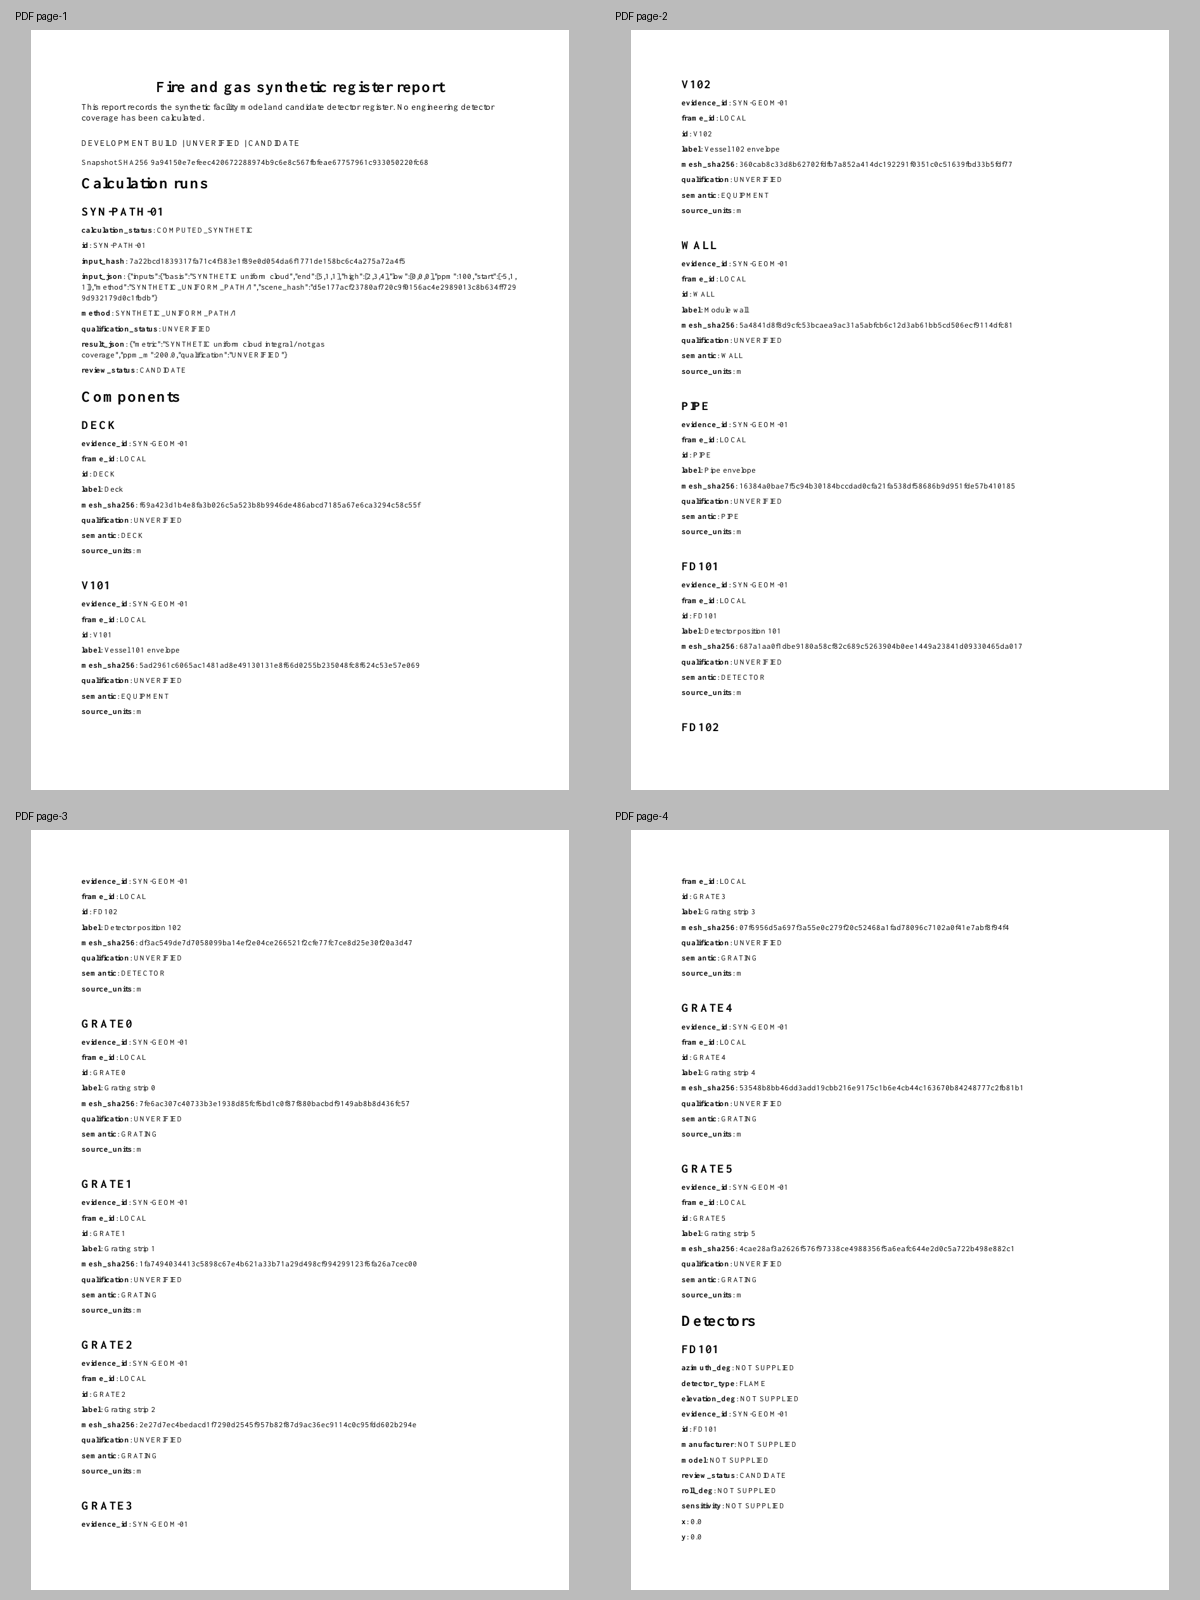 PDF page-1
Fire and gas synthetic register report
This report records the synthetic facility model and candidate detector register. No engineering detector
coverage has been calculated.
DEVELOPMENT BUILD | UNVERIFIED | CANDIDATE
Snapshot SHA256 9a94150e7efeec420672288974b9c6e8c567fbfeae67757961c933050220fc68
Calculation runs
SYN-PATH-01
calculation_status: COMPUTED_SYNTHETIC
id: SYN-PATH-01
input_hash: 7a22bcd1839317fa71c4f383e1f89e0d054da6f1771de158bc6c4a275a72a4f5
input_json: {"inputs":{"basis":"SYNTHETIC uniform cloud","end":[5,1,1],"high":[2,3,4],"low":[0,0,0],"ppm":100,"start":[-5,1,
1]},"method":"SYNTHETIC_UNIFORM_PATH/1","scene_hash":"d5e177acf23780af720c9f0156ac4e2989013c8b634ff729
9d932179d0c1fbdb"}
method: SYNTHETIC_UNIFORM_PATH/1
qualification_status: UNVERIFIED
result_json: {"metric":"SYNTHETIC uniform cloud integral/not gas
coverage","ppm_m":200.0,"qualification":"UNVERIFIED"}
review_status: CANDIDATE
Components
DECK
evidence_id: SYN-GEOM-01
frame_id: LOCAL
id: DECK
label: Deck
mesh_sha256: f69a423d1b4e8fa3b026c5a523b8b9946de486abcd7185a67e6ca3294c58c55f
qualification: UNVERIFIED
semantic: DECK
source_units: m
V101
evidence_id: SYN-GEOM-01
frame_id: LOCAL
id: V101
label: Vessel 101 envelope
mesh_sha256: 5ad2961c6065ac1481ad8e49130131e8f66d0255b235048fc8f624c53e57e069
qualification: UNVERIFIED
semantic: EQUIPMENT
source_units: m
PDF page-2
V102
evidence_id: SYN-GEOM-01
frame_id: LOCAL
id: V102
label: Vessel 102 envelope
mesh_sha256: 360cab8c33d8b62702fdfb7a852a414dc192291f0351c0c51639fbd33b5fdf77
qualification: UNVERIFIED
semantic: EQUIPMENT
source_units: m
WALL
evidence_id: SYN-GEOM-01
frame_id: LOCAL
id: WALL
label: Module wall
mesh_sha256: 5a4841d8f8d9cfc53bcaea9ac31a5abfcb6c12d3ab61bb5cd506ecf9114dfc81
qualification: UNVERIFIED
semantic: WALL
source_units: m
PIPE
evidence_id: SYN-GEOM-01
frame_id: LOCAL
id: PIPE
label: Pipe envelope
mesh_sha256: 16384a0bae7f5c94b30184bccdad0cfa21fa538df58686b9d951fde57b410185
qualification: UNVERIFIED
semantic: PIPE
source_units: m
FD101
evidence_id: SYN-GEOM-01
frame_id: LOCAL
id: FD101
label: Detector position 101
mesh_sha256: 687a1aa0f1dbe9180a58cf82c689c5263904b0ee1449a23841d09330465da017
qualification: UNVERIFIED
semantic: DETECTOR
source_units: m
FD102
PDF page-3
evidence_id: SYN-GEOM-01
frame_id: LOCAL
id: FD102
label: Detector position 102
mesh_sha256: df3ac549de7d7058099ba14ef2e04ce266521f2cfe77fc7ce8d25e30f20a3d47
qualification: UNVERIFIED
semantic: DETECTOR
source_units: m
GRATE0
evidence_id: SYN-GEOM-01
frame_id: LOCAL
id: GRATE0
label: Grating strip 0
mesh_sha256: 7fe6ac307c40733b3e1938d85fcf6bd1c0f87f880bacbdf9149ab8b8d436fc57
qualification: UNVERIFIED
semantic: GRATING
source_units: m
GRATE1
evidence_id: SYN-GEOM-01
frame_id: LOCAL
id: GRATE1
label: Grating strip 1
mesh_sha256: 1fa7494034413c5898c67e4b621a33b71a29d498cf994299123f6fa26a7cec00
qualification: UNVERIFIED
semantic: GRATING
source_units: m
GRATE2
evidence_id: SYN-GEOM-01
frame_id: LOCAL
id: GRATE2
label: Grating strip 2
mesh_sha256: 2e27d7ec4bedacd1f7290d2545f957b82f87d9ac36ec9114c0c95fdd602b294e
qualification: UNVERIFIED
semantic: GRATING
source_units: m
GRATE3
evidence_id: SYN-GEOM-01
PDF page-4
frame_id: LOCAL
id: GRATE3
label: Grating strip 3
mesh_sha256: 07f6956d5a697f3a55e0c279f20c52468a1fad78096c7102a0f41e7abf8f94f4
qualification: UNVERIFIED
semantic: GRATING
source_units: m
GRATE4
evidence_id: SYN-GEOM-01
frame_id: LOCAL
id: GRATE4
label: Grating strip 4
mesh_sha256: 53548b8bb46dd3add19cbb216e9175c1b6e4cb44c163670b84248777c2fb81b1
qualification: UNVERIFIED
semantic: GRATING
source_units: m
GRATE5
evidence_id: SYN-GEOM-01
frame_id: LOCAL
id: GRATE5
label: Grating strip 5
mesh_sha256: 4cae28af3a2626f576f97338ce4988356f5a6eafc644e2d0c5a722b498e882c1
qualification: UNVERIFIED
semantic: GRATING
source_units: m
Detectors
FD101
azimuth_deg: NOT SUPPLIED
detector_type: FLAME
elevation_deg: NOT SUPPLIED
evidence_id: SYN-GEOM-01
id: FD101
manufacturer: NOT SUPPLIED
model: NOT SUPPLIED
review_status: CANDIDATE
roll_deg: NOT SUPPLIED
sensitivity: NOT SUPPLIED
x: 0.0
y: 0.0